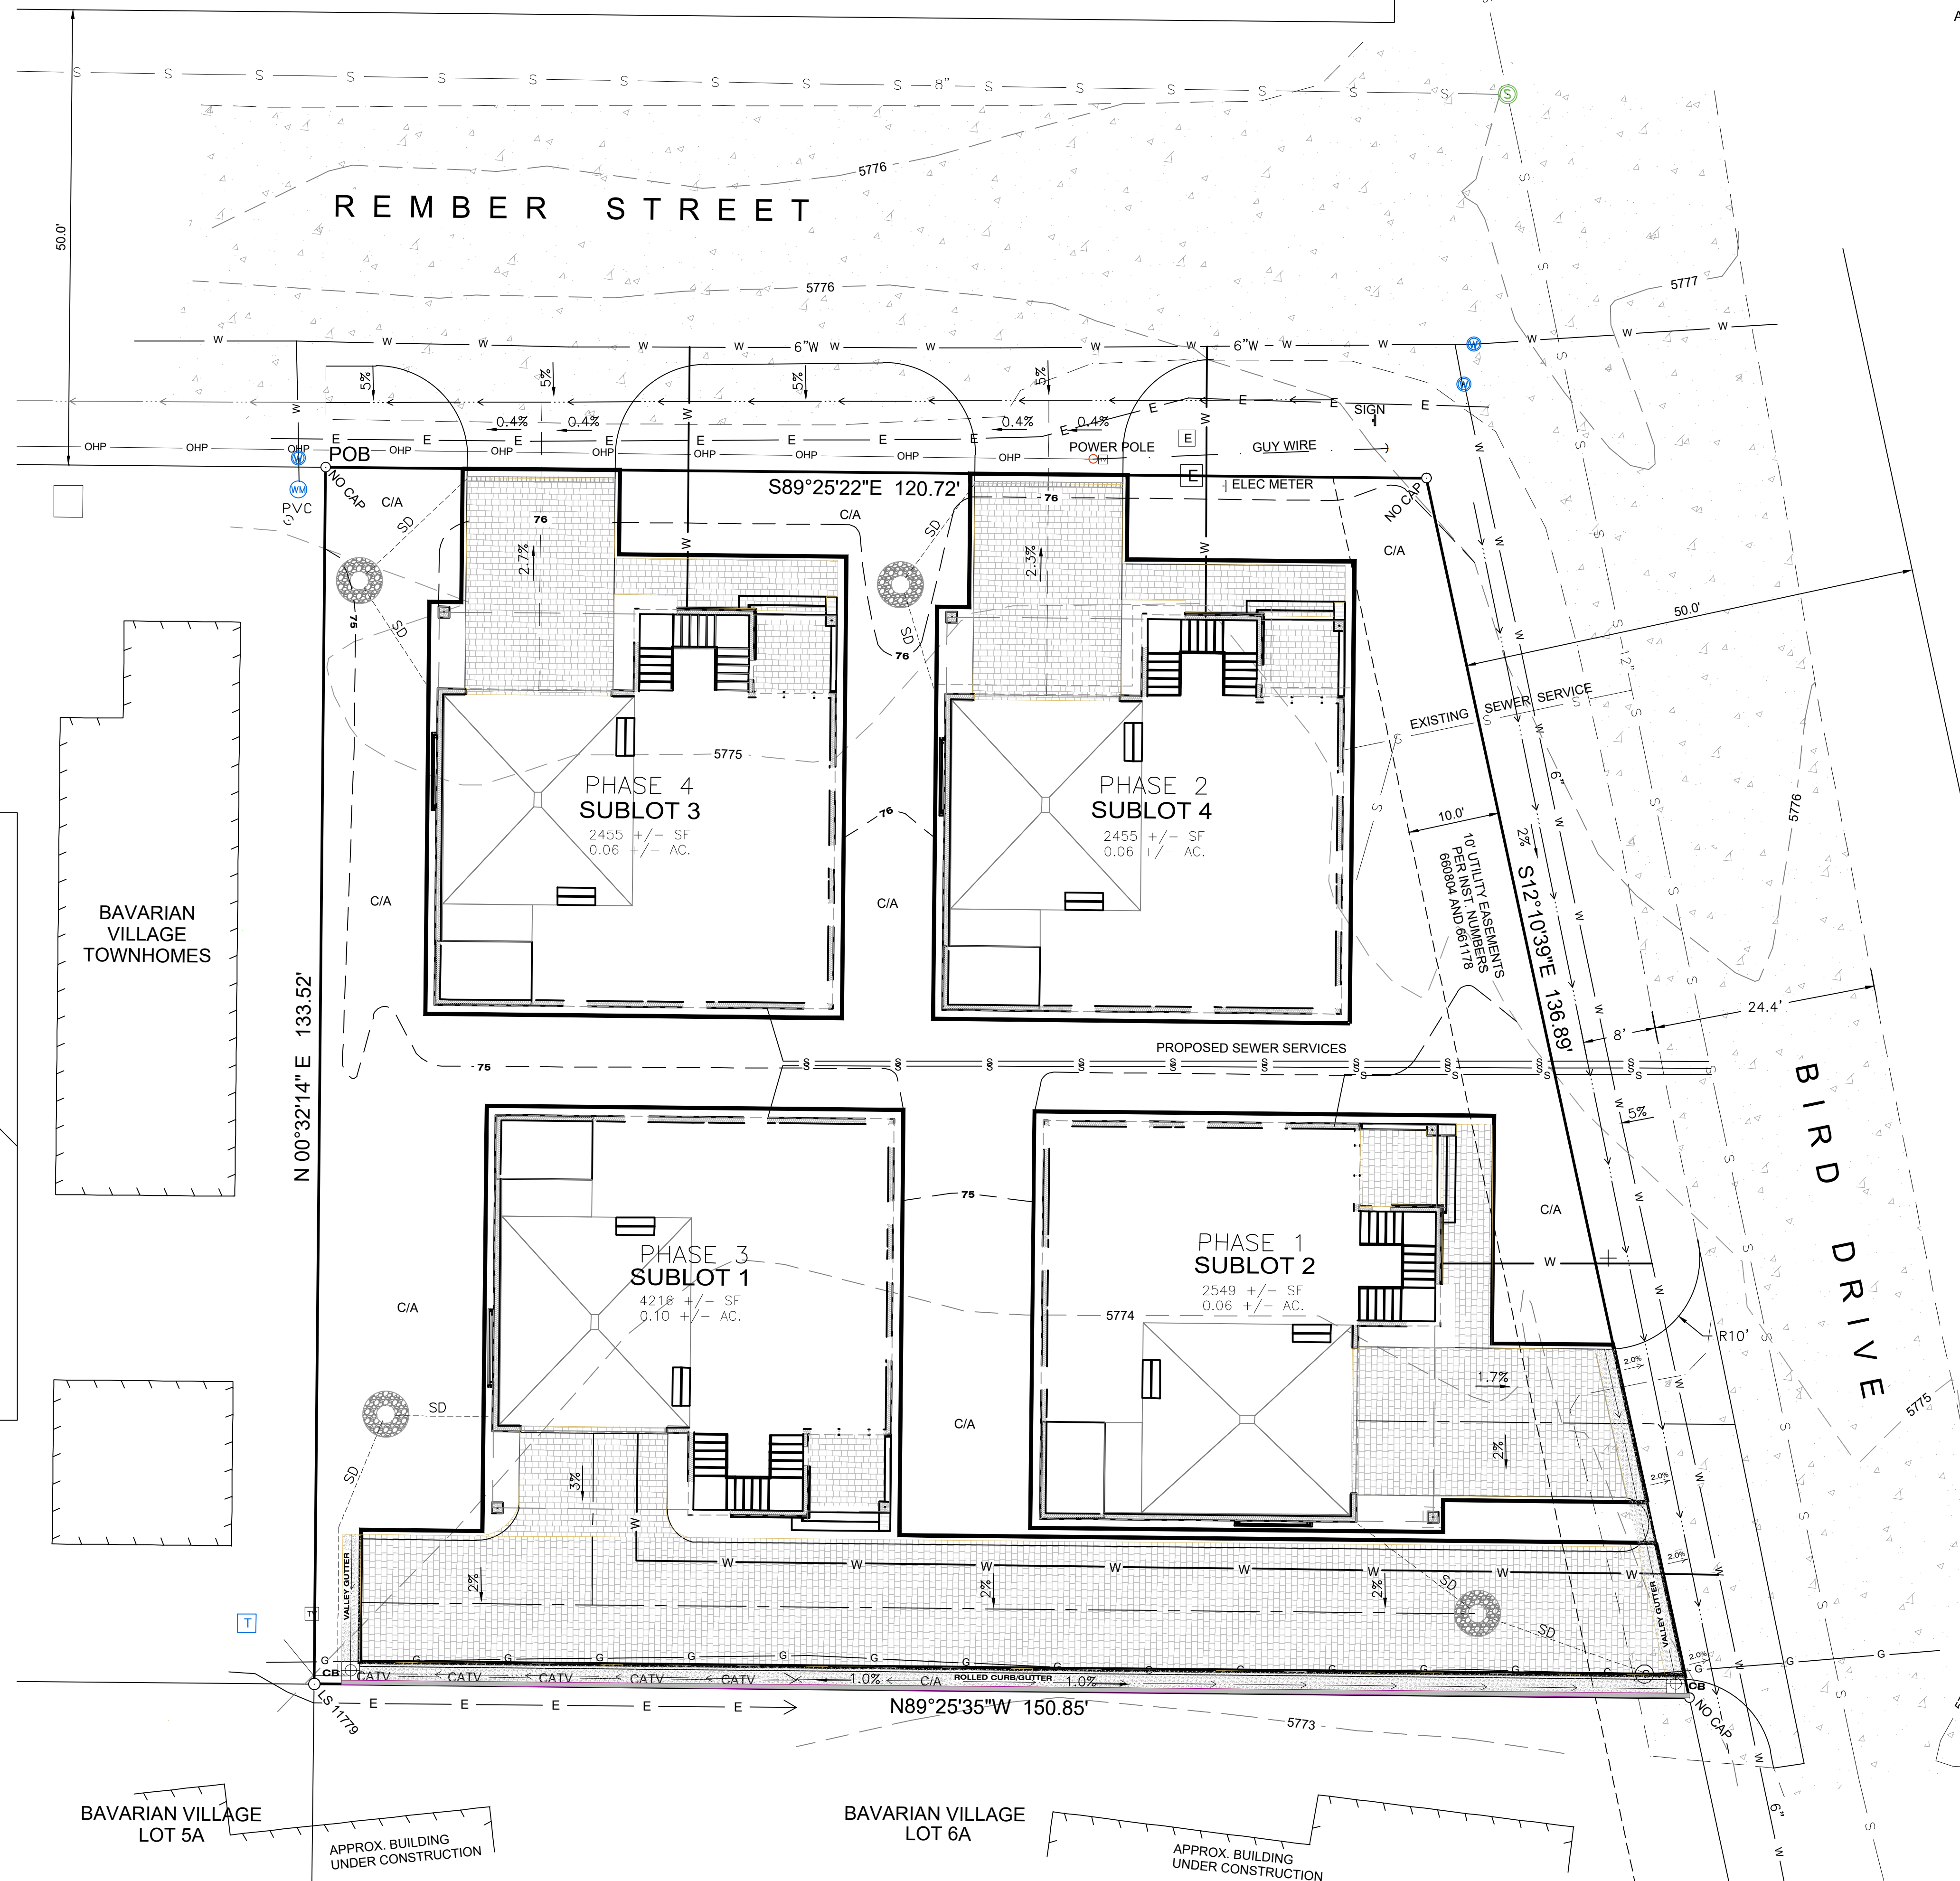 S S S S S S S S S S 8" S S S S S S S
5776
REMBER STREET
50.0'
5776
5777
W W W W W 6"W W W W W 6"W W W W W W
5% 5% 5% 5%
0.4% 0.4% 0.4% 0.4%
E E E E E E E E E E E E
SIGN
OHP OHP OHP OHP OHP OHP OHP OHP OHP OHP
POWER POLE
TV
E
GUY WIRE
POB
NO CAP
WM
PVC
C/A
S89°25'22"E 120.72'
E
ELEC METER
NO CAP
C/A
C/A
SD
SD
76
76
2.7%
2.3%
SD
SD
75
76
50.0'
12"
EXISTING SEWER SERVICE
5775
PHASE 4
SUBLOT 3
2455 +/- SF
0.06 +/- AC.
PHASE 2
SUBLOT 4
2455 +/- SF
0.06 +/- AC.
76
10.0'
6"
2%
5776
10' UTILITY EASEMENTS
PER INST. NUMBERS
660804 AND 661178
S12°10'39"E 136.89'
C/A
C/A
BAVARIAN
VILLAGE
TOWNHOMES
N 00°32'14" E 133.52'
24.4'
8'
75
PROPOSED SEWER SERVICES
S S S S S S S S S S
BIRD DRIVE
5%
75
C/A
C/A
PHASE 3
SUBLOT 1
4216 +/- SF
0.10 +/- AC.
PHASE 1
SUBLOT 2
2549 +/- SF
0.06 +/- AC.
W
5774
R10'
2.0%
1.7%
5775
C/A
SD
SD
3%
2%
2.0%
W
W W W W W W W W
2.0%
2%
2%
2%
SD
SD
VALLEY GUTTER
VALLEY GUTTER
T
TV
2.0%
G G G G G G G G G G G G G G G
CB
CATV CATV CATV CATV CATV
1.0%
C/A
ROLLED CURB/GUTTER
1.0%
CB
LS 11779
E E E E E
N89°25'35"W 150.85'
5773
NO CAP
6"
BAVARIAN VILLAGE
LOT 5A
APPROX. BUILDING
UNDER CONSTRUCTION
BAVARIAN VILLAGE
LOT 6A
APPROX. BUILDING
UNDER CONSTRUCTION